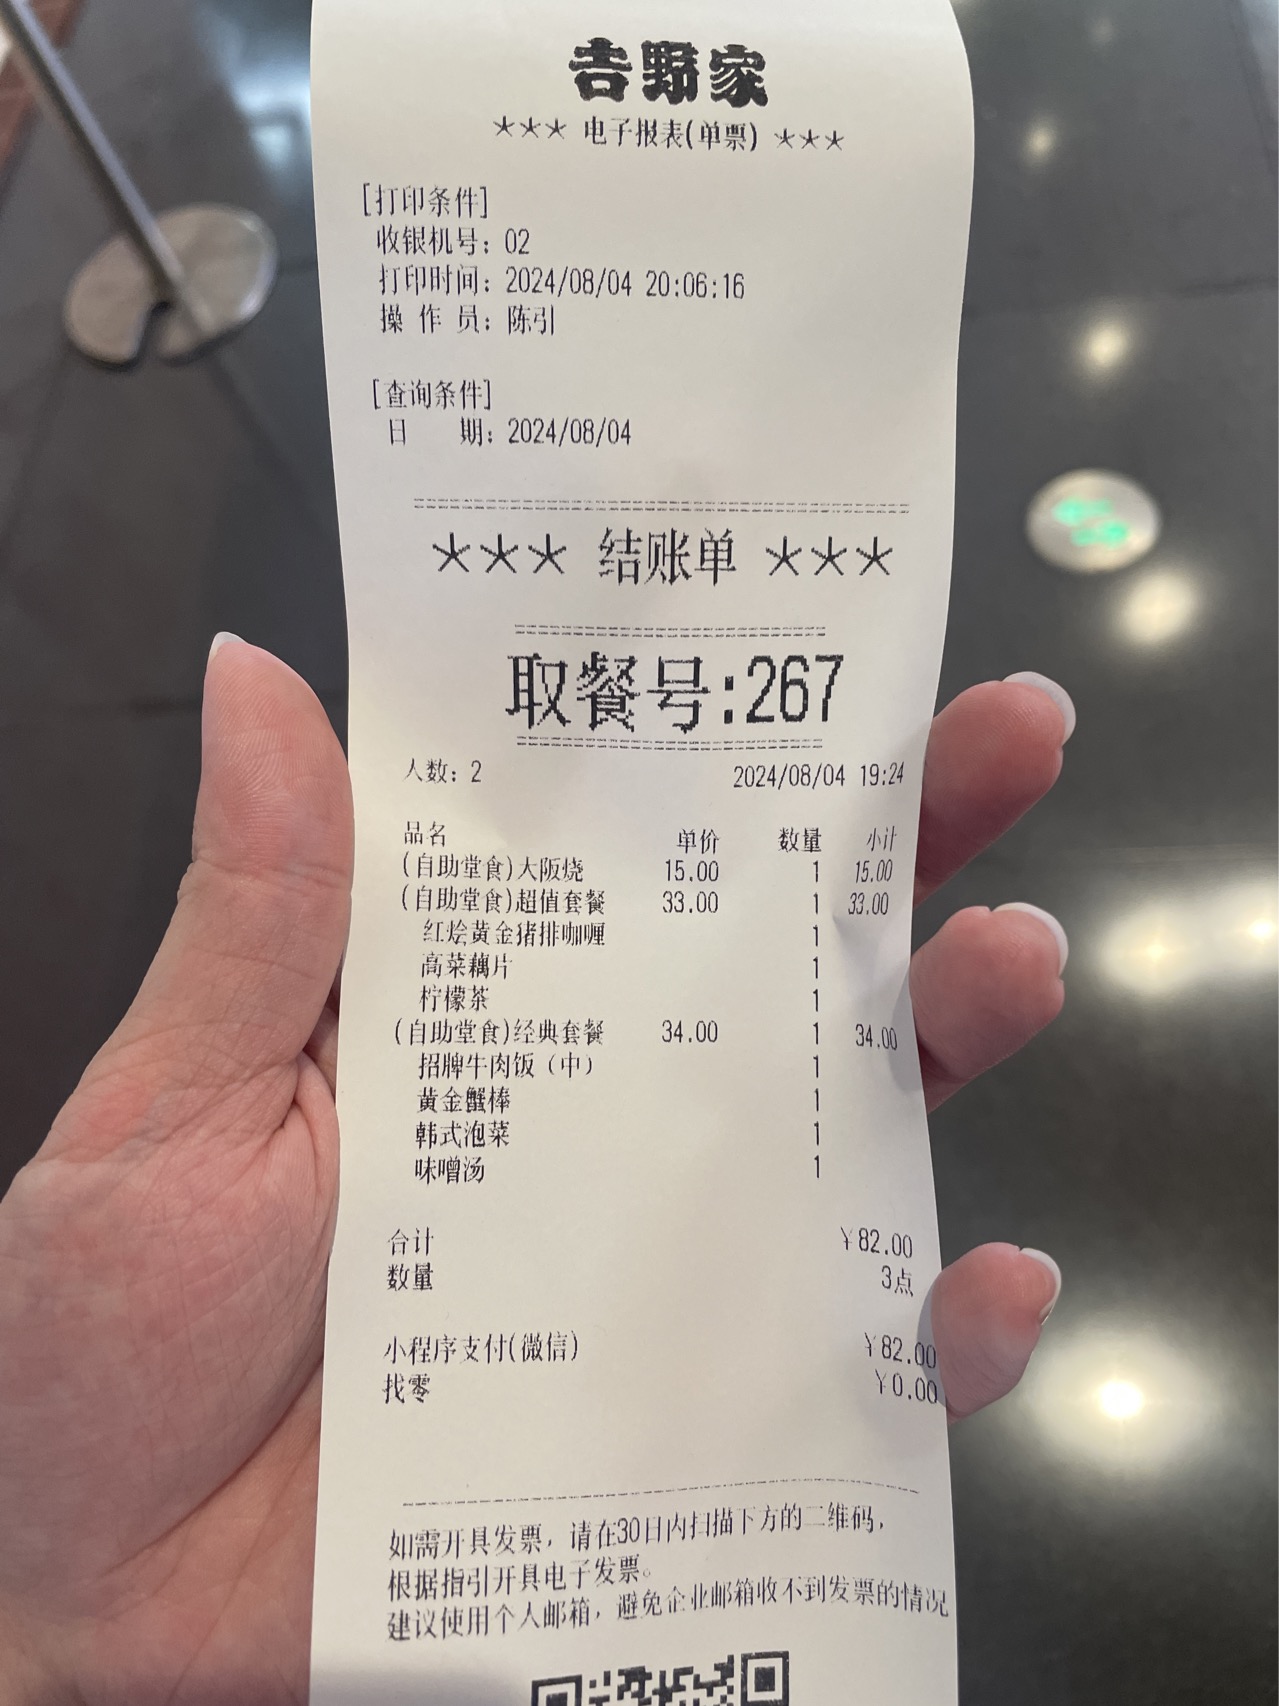 吉野家
*** 电子报表(单票) ***
[打印条件]
收银机号: 02
打印时间: 2024/08/04 20:06:16
操 作 员: 陈引
[查询条件]
日 期: 2024/08/04
*** 结账单 ***
取餐号:267
人数: 2 2024/08/04 19:24
品名 单价 数量 小计
(自助堂食)大阪烧 15.00 1 15.00
(自助堂食)超值套餐 33.00 1 33.00
红烩黄金猪排咖喱 1
高菜藕片 1
柠檬茶 1
(自助堂食)经典套餐 34.00 1 34.00
招牌牛肉饭（中） 1
黄金蟹棒 1
韩式泡菜 1
味噌汤 1
合计 ¥82.00
数量 3点
小程序支付(微信) ¥82.00
找零 ¥0.00
如需开具发票，请在30日内扫描下方的二维码，
根据指引开具电子发票。
建议使用个人邮箱，避免企业邮箱收不到发票的情况